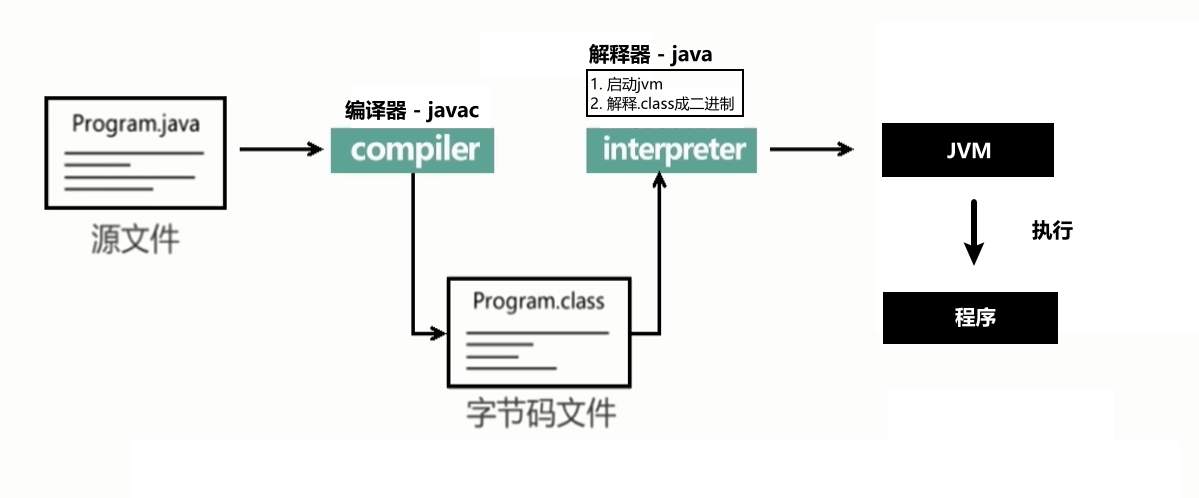 Program.java
源文件
编译器 - javac
compiler
Program.class
字节码文件
解释器 - java
1. 启动jvm
2. 解释.class成二进制
interpreter
JVM
执行
程序